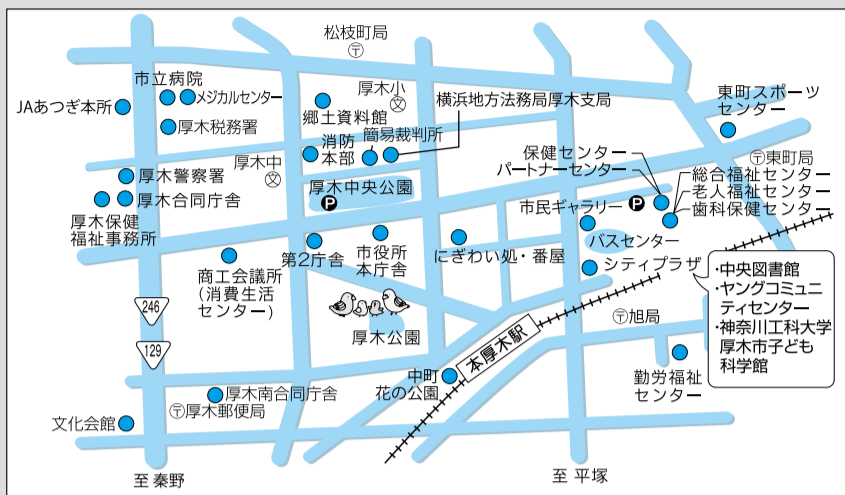 松枝町局
〒
市立病院
メジカルセンター
JAあつぎ本所
厚木税務署
厚木小
文
郷土資料館
横浜地方法務局厚木支局
消防
本部
簡易裁判所
東町スポーツ
センター
厚木中
文
保健センター
パートナーセンター
〒東町局
総合福祉センター
老人福祉センター
歯科保健センター
厚木警察署
厚木合同庁舎
厚木保健
福祉事務所
厚木中央公園
P
市民ギャラリー
P
バスセンター
商工会議所
(消費生活
センター)
第2庁舎
市役所
本庁舎
にぎわい処・番屋
シティプラザ
・中央図書館
・ヤングコミュニ
ティセンター
・神奈川工科大学
厚木市子ども
科学館
246
129
厚木公園
本厚木駅
〒旭局
中町
花の公園
勤労福祉
センター
厚木南合同庁舎
〒厚木郵便局
文化会館
至 秦野
至 平塚